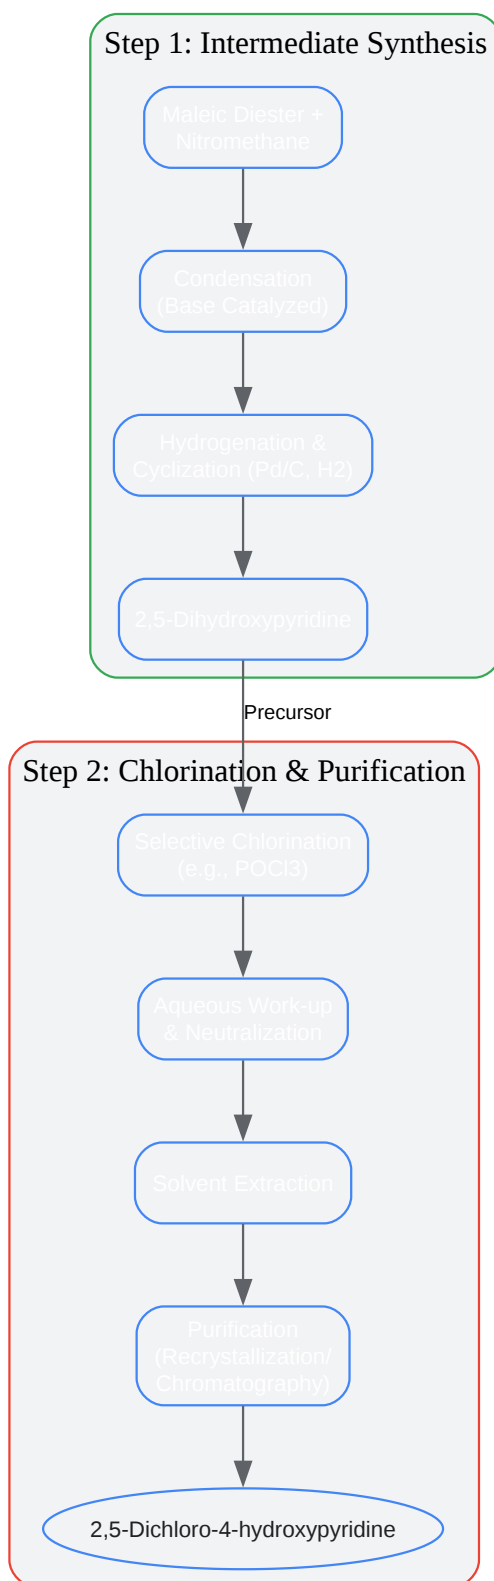 Step 1: Intermediate Synthesis
Maleic Diester +
Nitromethane
Condensation
(Base Catalyzed)
Hydrogenation &
Cyclization (Pd/C, H2)
2,5-Dihydroxypyridine
Precursor
Step 2: Chlorination & Purification
Selective Chlorination
(e.g., POCl3)
Aqueous Work-up
& Neutralization
Solvent Extraction
Purification
(Recrystallization/
Chromatography)
2,5-Dichloro-4-hydroxypyridine